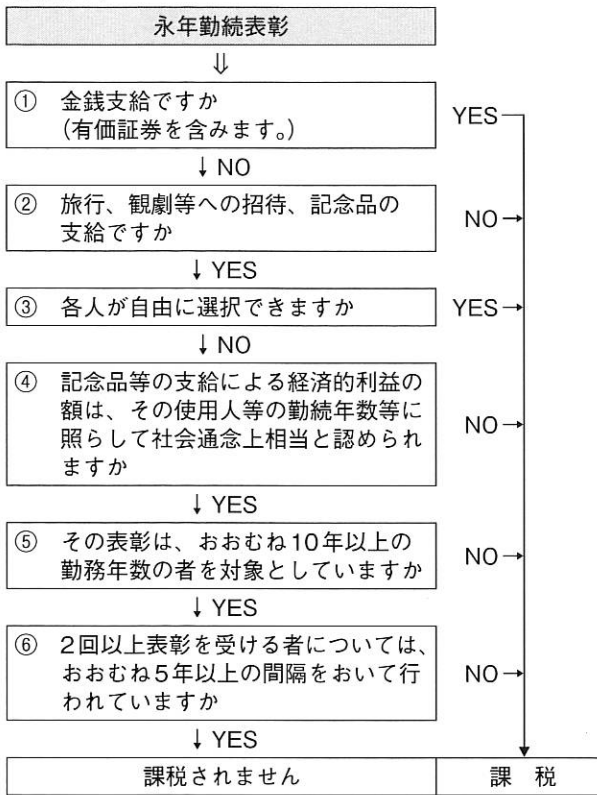 永年勤続表彰
⇓
① 金銭支給ですか
(有価証券を含みます。)
YES
↓ NO
② 旅行、観劇等への招待、記念品の
支給ですか
NO→
↓ YES
③ 各人が自由に選択できますか
YES→
↓ NO
④ 記念品等の支給による経済的利益の
額は、その使用人等の勤続年数等に
照らして社会通念上相当と認められ
ますか
NO→
↓ YES
⑤ その表彰は、おおむね10年以上の
勤務年数の者を対象としていますか
NO→
↓ YES
⑥ 2回以上表彰を受ける者については、
おおむね5年以上の間隔をおいて行
われていますか
NO→
↓ YES
課税されません
課 税